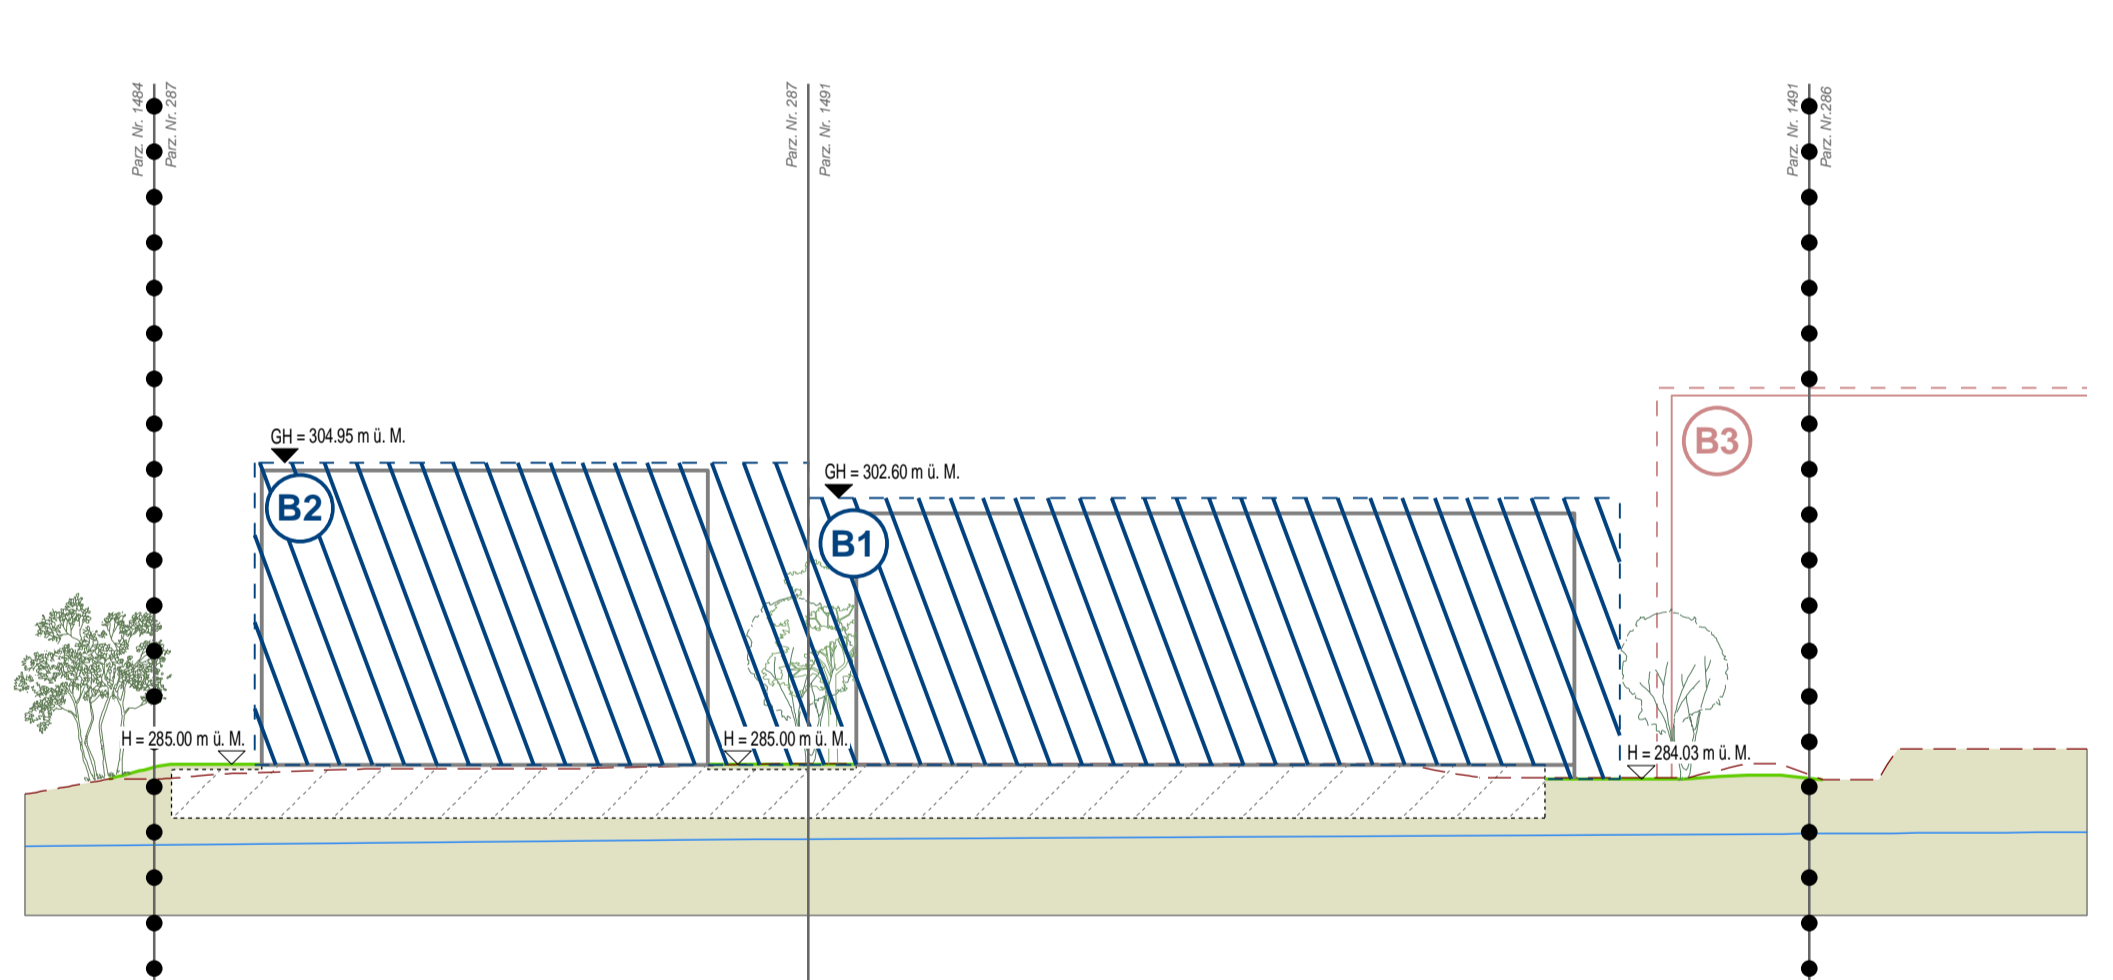 Parz. Nr. 1484
Parz. Nr. 287
Parz. Nr. 287
Parz. Nr. 1491
Parz. Nr. 1491
Parz. Nr.286
GH = 304.95 m ü. M.
B2
GH = 302.60 m ü. M.
B1
B3
H = 285.00 m ü. M.
H = 285.00 m ü. M.
H = 284.03 m ü. M.